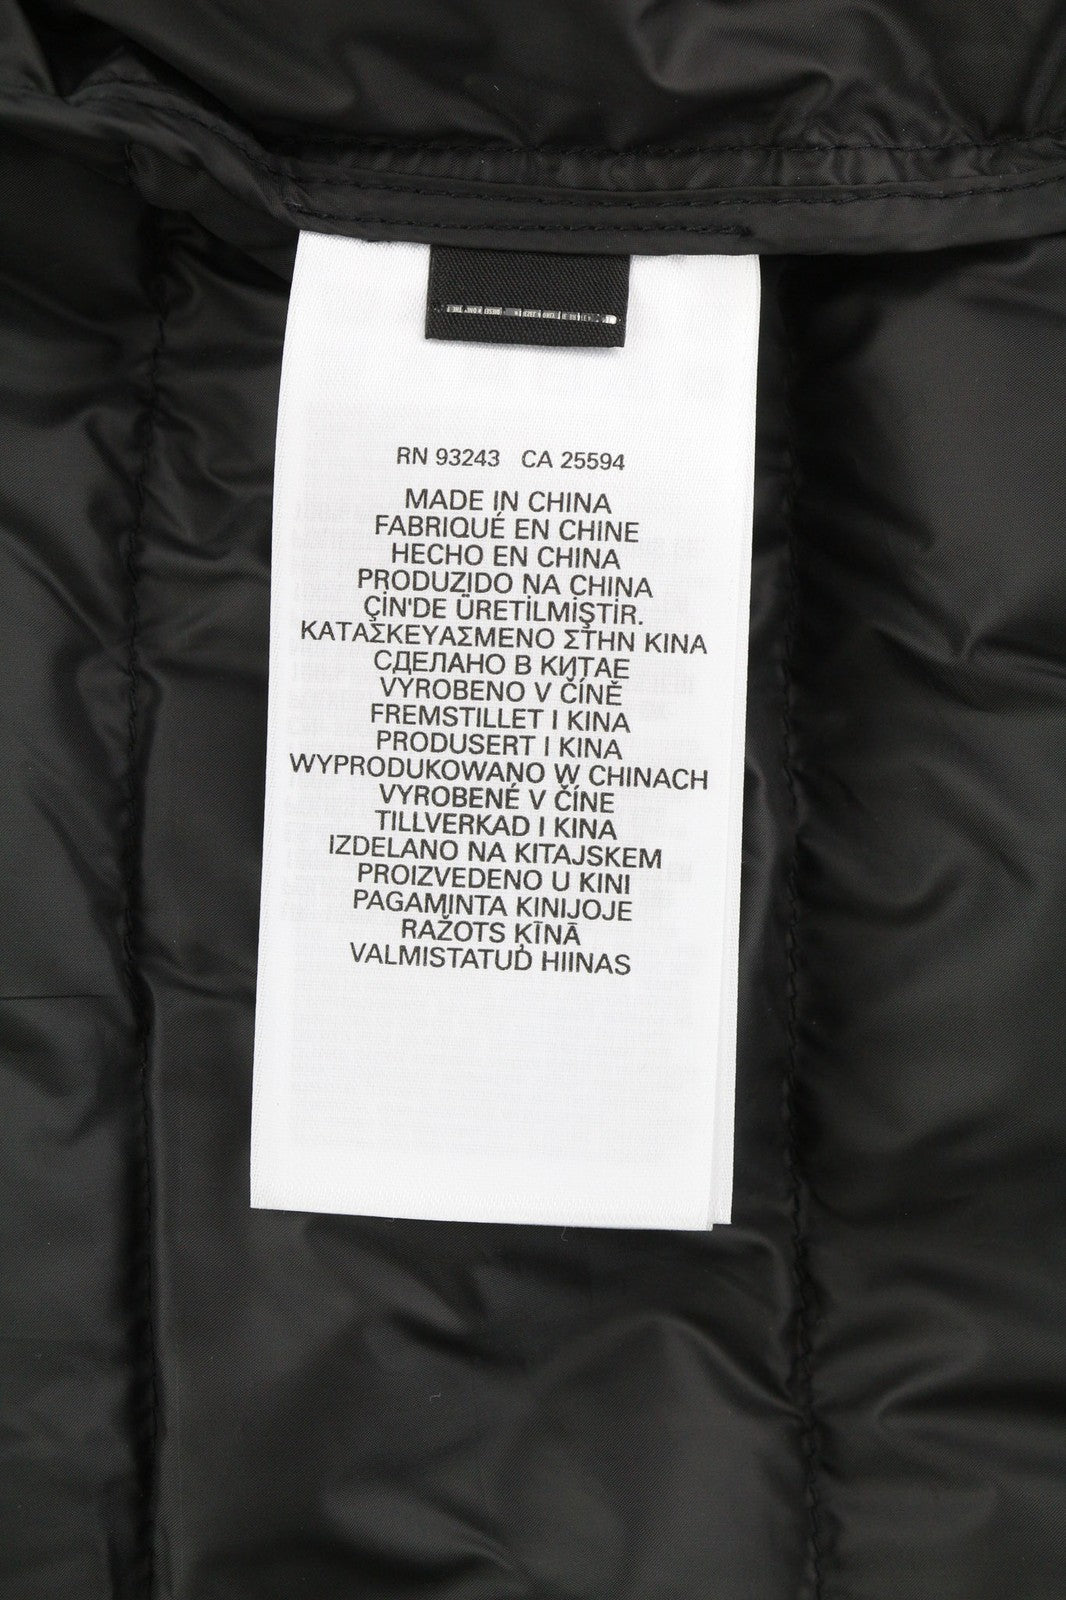 RN 93243 CA 25594
MADE IN CHINA
FABRIQUÉ EN CHINE
HECHO EN CHINA
PRODUZIDO NA CHINA
ÇİN'DE ÜRETİLMİŞTİR.
ΚΑΤΑΣΚΕΥΑΣΜΕΝΟ ΣΤΗΝ ΚΙΝΑ
СДЕЛАНО В КИТАЕ
VYROBENO V ČÍNĚ
FREMSTILLET I KINA
PRODUSERT I KINA
WYPRODUKOWANO W CHINACH
VYROBENÉ V ČÍNE
TILLVERKAD I KINA
IZDELANO NA KITAJSKEM
PROIZVEDENO U KINI
PAGAMINTA KINIJOJE
RAŽOTS ĶĪNĀ
VALMISTATUD HIINAS